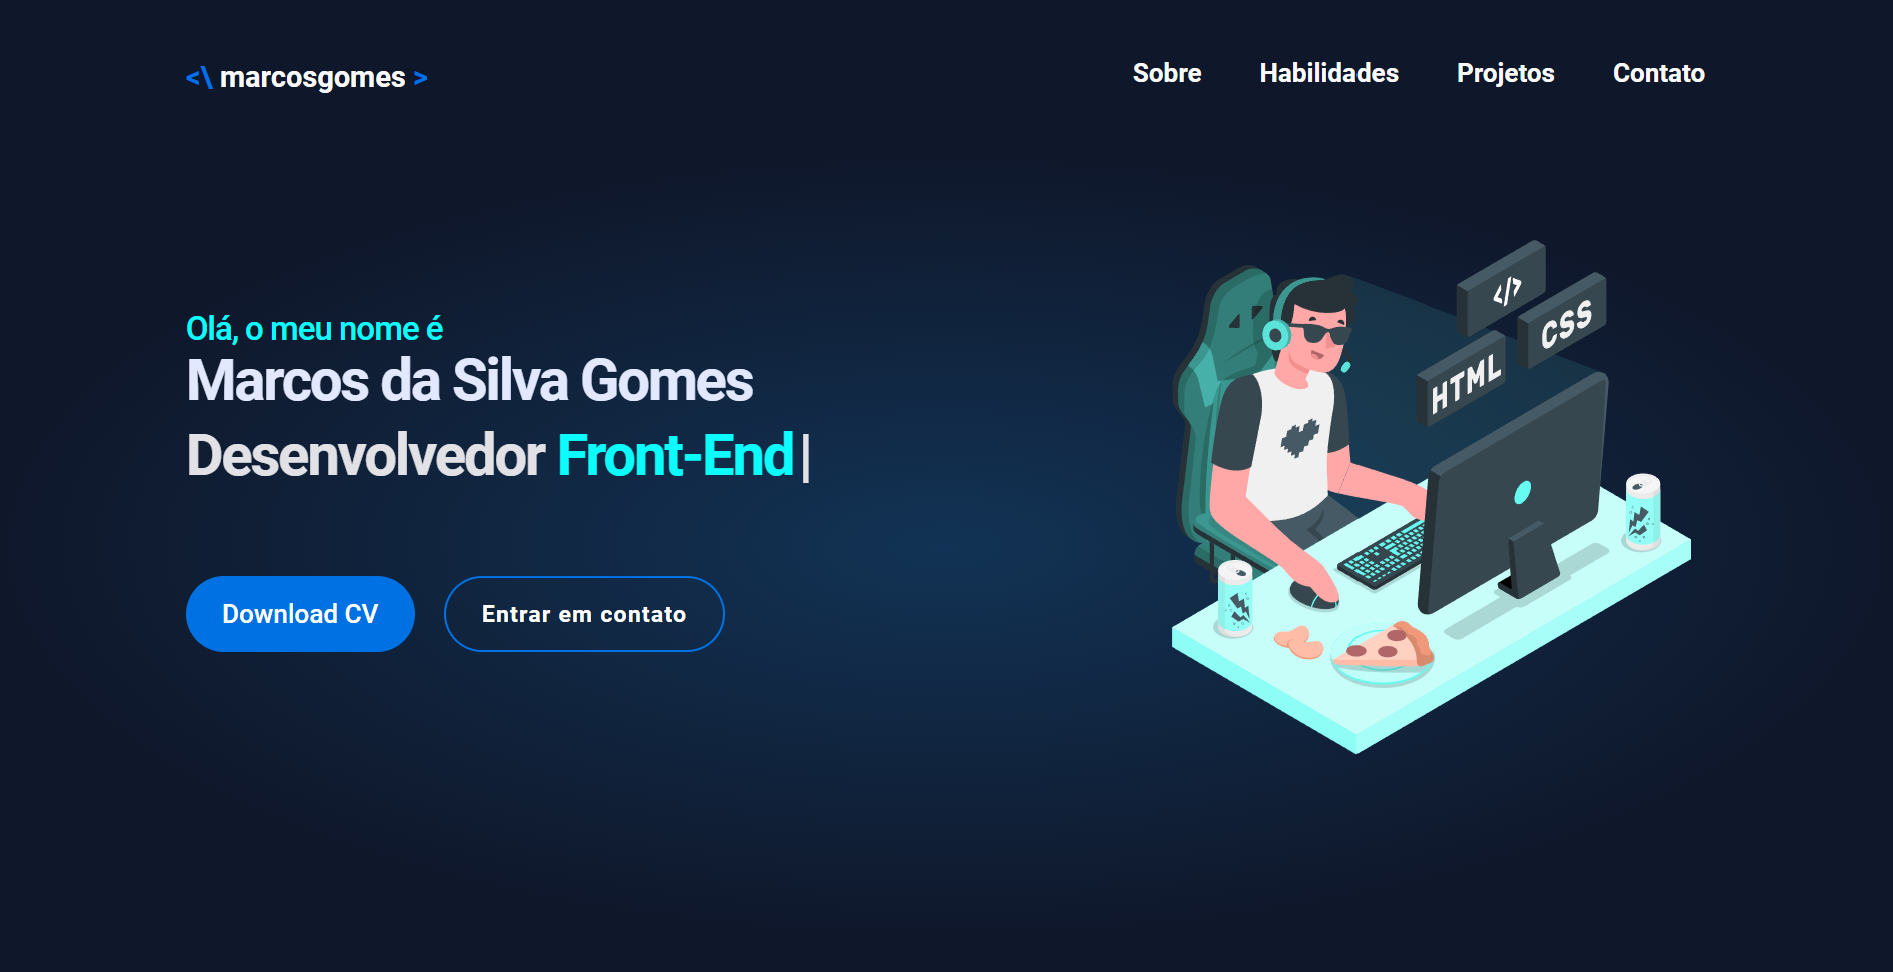 <\ marcosgomes >
Sobre Habilidades Projetos Contato
Olá, o meu nome é
Marcos da Silva Gomes
Desenvolvedor Front-End|
Download CV Entrar em contato
</>
CSS
HTML